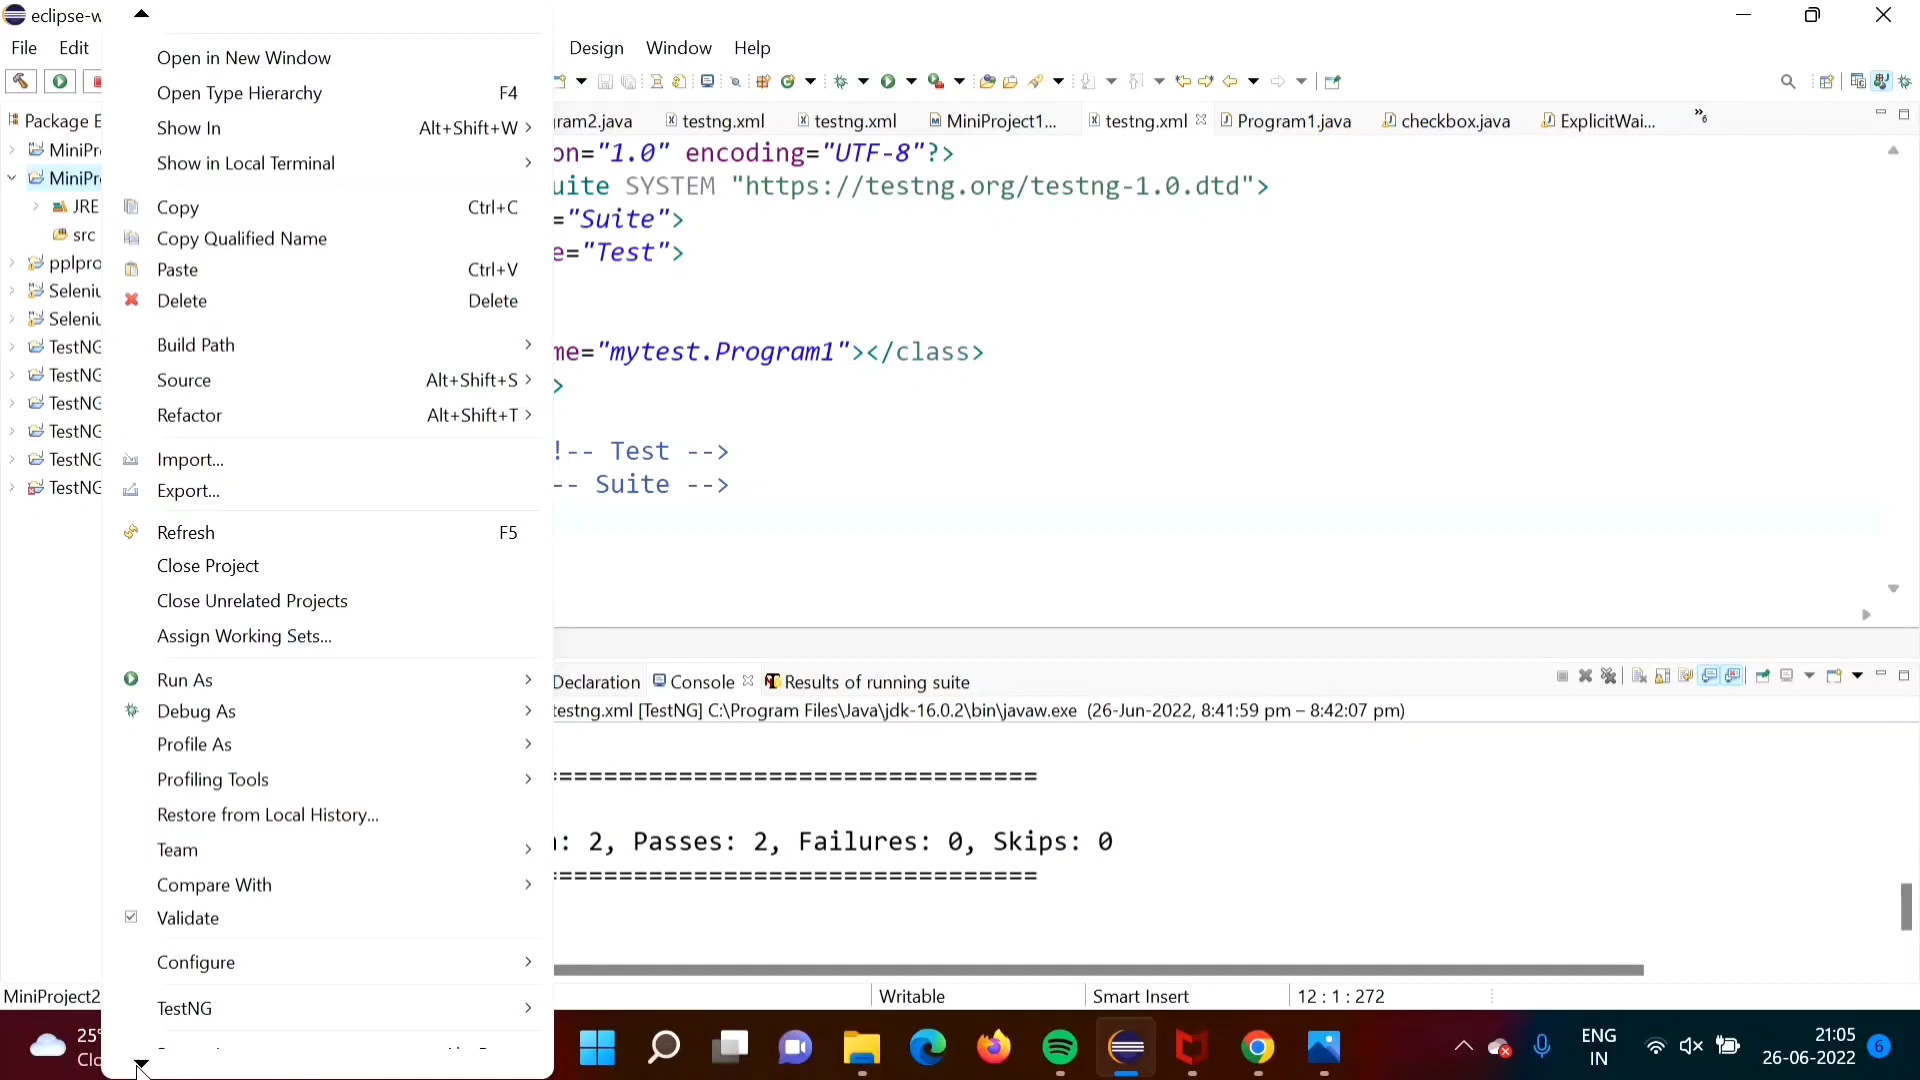 eclipse-w
File Edit Design Window Help
Package E
MiniPr
MiniPr
JRE
src
pplpro
Seleniu
Seleniu
TestNG
TestNG
TestNG
TestNG
TestNG
TestNG
Open in New Window
Open Type Hierarchy F4
Show In Alt+Shift+W >
Show in Local Terminal >
Copy Ctrl+C
Copy Qualified Name
Paste Ctrl+V
Delete Delete
Build Path >
Source Alt+Shift+S >
Refactor Alt+Shift+T >
Import...
Export...
Refresh F5
Close Project
Close Unrelated Projects
Assign Working Sets...
Run As >
Debug As >
Profile As >
Profiling Tools >
Restore from Local History...
Team >
Compare With >
Validate
Configure >
TestNG >
ram2.java testng.xml testng.xml MiniProject1... testng.xml Program1.java checkbox.java ExplicitWai... »6
on="1.0" encoding="UTF-8"?>
uite SYSTEM "https://testng.org/testng-1.0.dtd">
="Suite">
e="Test">
me="mytest.Program1"></class>
>
!-- Test -->
-- Suite -->
Declaration Console Results of running suite
testng.xml [TestNG] C:\Program Files\Java\jdk-16.0.2\bin\javaw.exe (26-Jun-2022, 8:41:59 pm – 8:42:07 pm)
===============================
: 2, Passes: 2, Failures: 0, Skips: 0
===============================
MiniProject2 Writable Smart Insert 12 : 1 : 272
25°
Clo
ENG
IN
21:05
26-06-2022
6